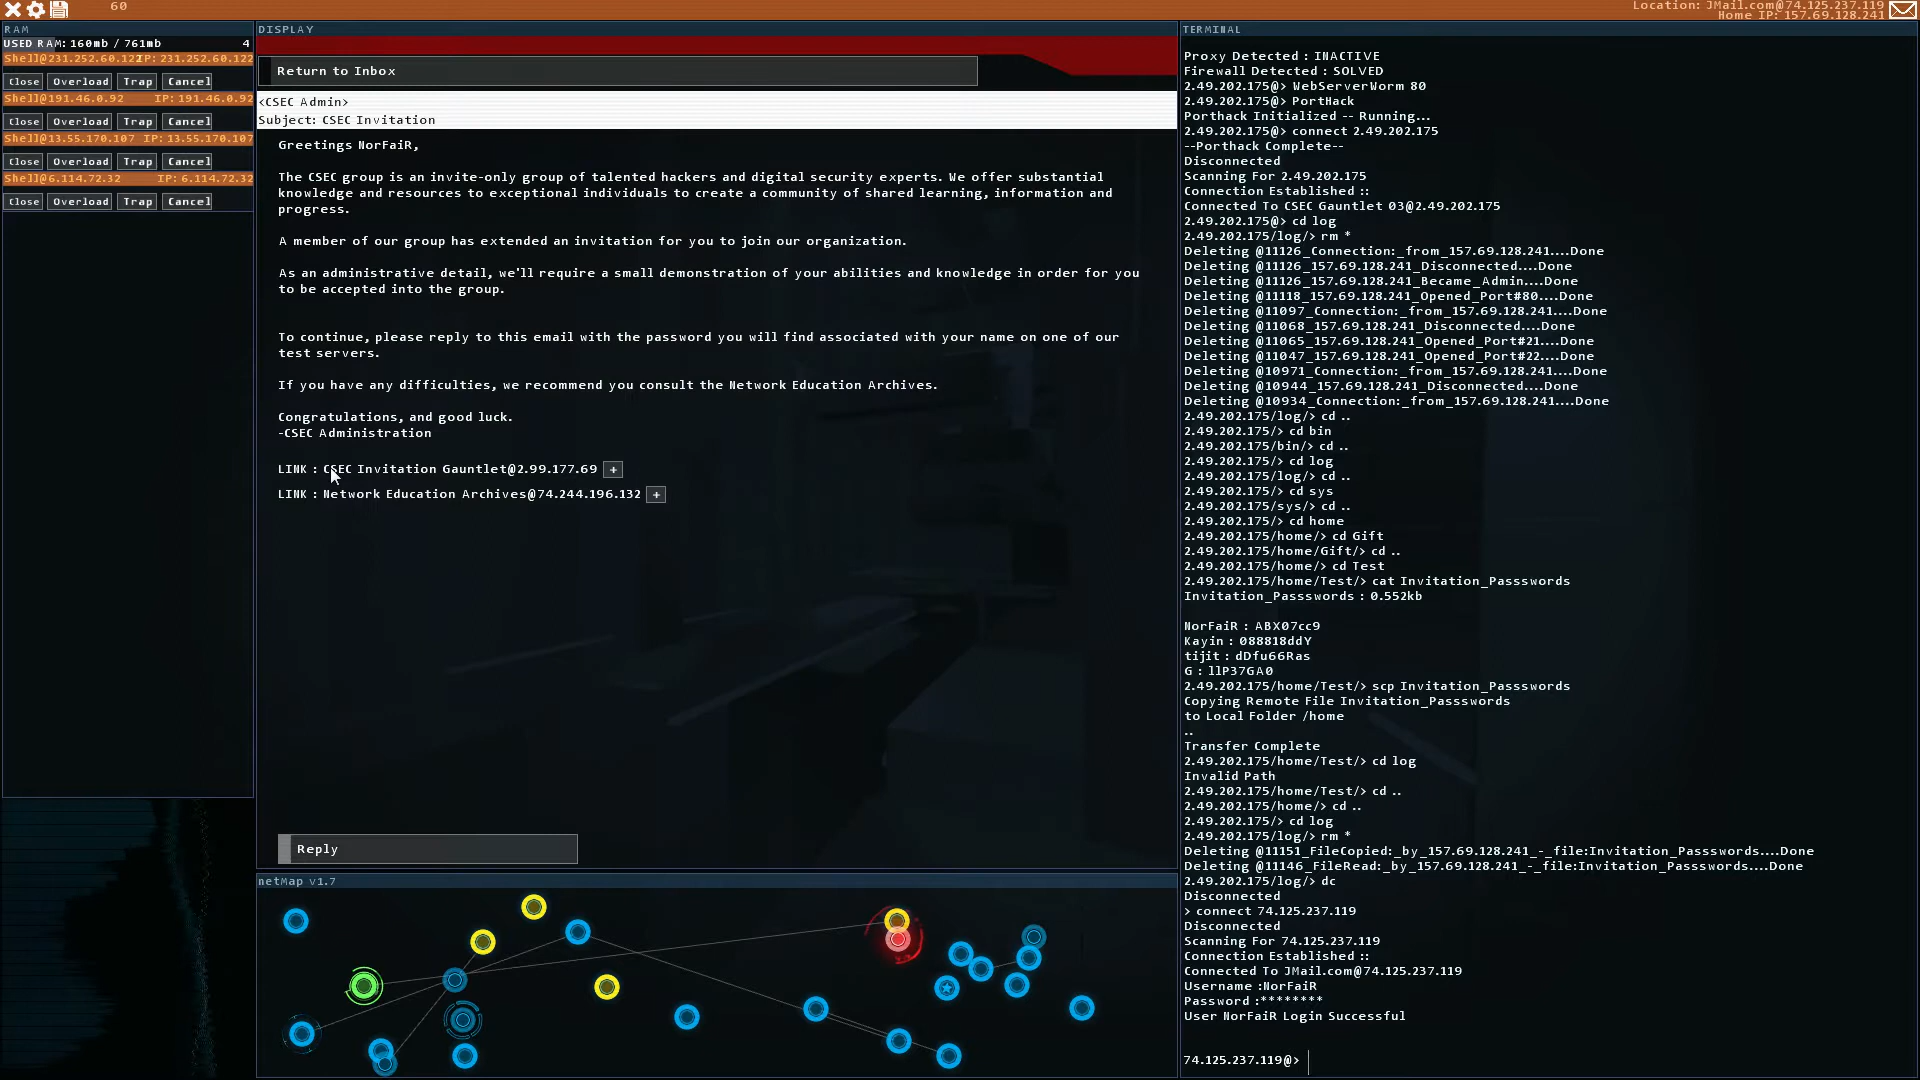 60
Location: JMail.com@74.125.237.119
Home IP: 157.69.128.241
RAM
USED RAM: 160mb / 761mb 4
IP: 231.252.60.122
Close Overload Trap Cancel
Shell@191.46.0.92 IP: 191.46.0.92
Close Overload Trap Cancel
Shell@13.55.170.107 IP: 13.55.170.107
Close Overload Trap Cancel
Shell@6.114.72.32 IP: 6.114.72.32
Close Overload Trap Cancel
DISPLAY
Return to Inbox
<CSEC Admin>
Subject: CSEC Invitation
Greetings NorFaiR,
The CSEC group is an invite-only group of talented hackers and digital security experts. We offer substantial
knowledge and resources to exceptional individuals to create a community of shared learning, information and
progress.
A member of our group has extended an invitation for you to join our organization.
As an administrative detail, we'll require a small demonstration of your abilities and knowledge in order for you
to be accepted into the group.
To continue, please reply to this email with the password you will find associated with your name on one of our
test servers.
If you have any difficulties, we recommend you consult the Network Education Archives.
Congratulations, and good luck.
-CSEC Administration
LINK : CSEC Invitation Gauntlet@2.99.177.69 +
LINK : Network Education Archives@74.244.196.132 +
Reply
netMap v1.7
TERMINAL
Proxy Detected : INACTIVE
Firewall Detected : SOLVED
2.49.202.175@> WebServerWorm 80
2.49.202.175@> PortHack
Porthack Initialized -- Running...
2.49.202.175@> connect 2.49.202.175
--Porthack Complete--
Disconnected
Scanning For 2.49.202.175
Connection Established ::
Connected To CSEC Gauntlet 03@2.49.202.175
2.49.202.175@> cd log
2.49.202.175/log/> rm *
Deleting @11126_Connection:_from_157.69.128.241....Done
Deleting @11126_157.69.128.241_Disconnected....Done
Deleting @11126_157.69.128.241_Became_Admin....Done
Deleting @11118_157.69.128.241_Opened_Port#80....Done
Deleting @11097_Connection:_from_157.69.128.241....Done
Deleting @11068_157.69.128.241_Disconnected....Done
Deleting @11065_157.69.128.241_Opened_Port#21....Done
Deleting @11047_157.69.128.241_Opened_Port#22....Done
Deleting @10971_Connection:_from_157.69.128.241....Done
Deleting @10944_157.69.128.241_Disconnected....Done
Deleting @10934_Connection:_from_157.69.128.241....Done
2.49.202.175/log/> cd ..
2.49.202.175/> cd bin
2.49.202.175/bin/> cd ..
2.49.202.175/> cd log
2.49.202.175/log/> cd ..
2.49.202.175/> cd sys
2.49.202.175/sys/> cd ..
2.49.202.175/> cd home
2.49.202.175/home/> cd Gift
2.49.202.175/home/Gift/> cd ..
2.49.202.175/home/> cd Test
2.49.202.175/home/Test/> cat Invitation_Passswords
Invitation_Passswords : 0.552kb
NorFaiR : ABX07cc9
Kayin : 088818ddY
tijit : dDfu66Ras
G : llP37GA0
2.49.202.175/home/Test/> scp Invitation_Passswords
Copying Remote File Invitation_Passswords
to Local Folder /home
..
Transfer Complete
2.49.202.175/home/Test/> cd log
Invalid Path
2.49.202.175/home/Test/> cd ..
2.49.202.175/home/> cd ..
2.49.202.175/> cd log
2.49.202.175/log/> rm *
Deleting @11151_FileCopied:_by_157.69.128.241_-_file:Invitation_Passswords....Done
Deleting @11146_FileRead:_by_157.69.128.241_-_file:Invitation_Passswords....Done
2.49.202.175/log/> dc
Disconnected
> connect 74.125.237.119
Disconnected
Scanning For 74.125.237.119
Connection Established ::
Connected To JMail.com@74.125.237.119
Username :NorFaiR
Password :********
User NorFaiR Login Successful
74.125.237.119@>